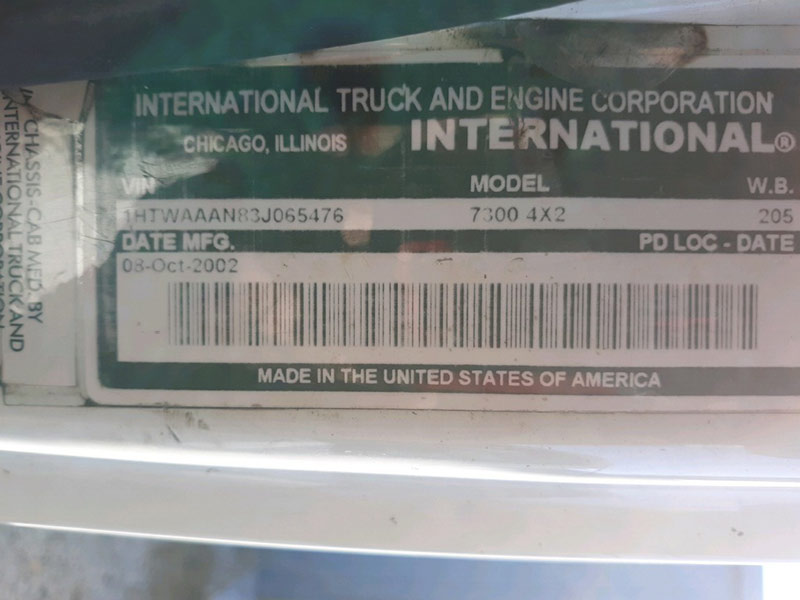 INTERNATIONAL TRUCK AND ENGINE CORPORATION
CHICAGO, ILLINOIS INTERNATIONAL®
VIN MODEL W.B.
1HTWAAAN83J065476 7300 4X2 205
DATE MFG. PD LOC - DATE
08-Oct-2002
MADE IN THE UNITED STATES OF AMERICA
CHASSIS-CAB MFD. BY
INTERNATIONAL TRUCK AND